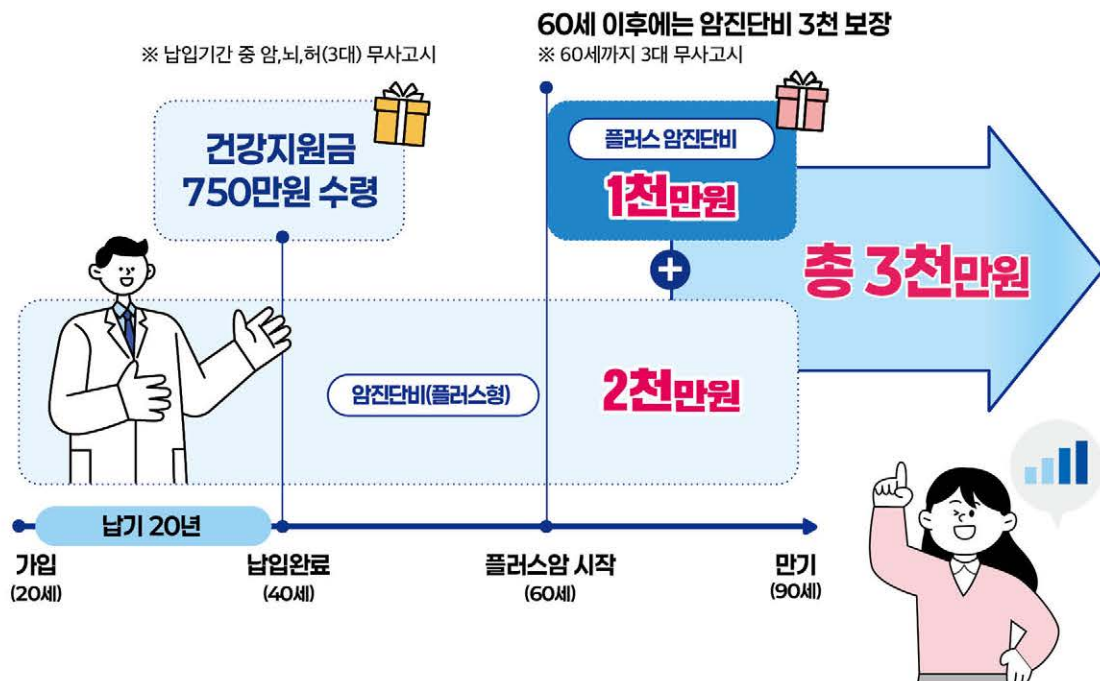 60세 이후에는 암진단비 3천 보장
※ 납입기간 중 암,뇌,허(3대) 무사고시
※ 60세까지 3대 무사고시
건강지원금
750만원 수령
플러스 암진단비
1천만원
+
총 3천만원
암진단비(플러스형)
2천만원
납기 20년
가입
(20세)
납입완료
(40세)
플러스암 시작
(60세)
만기
(90세)